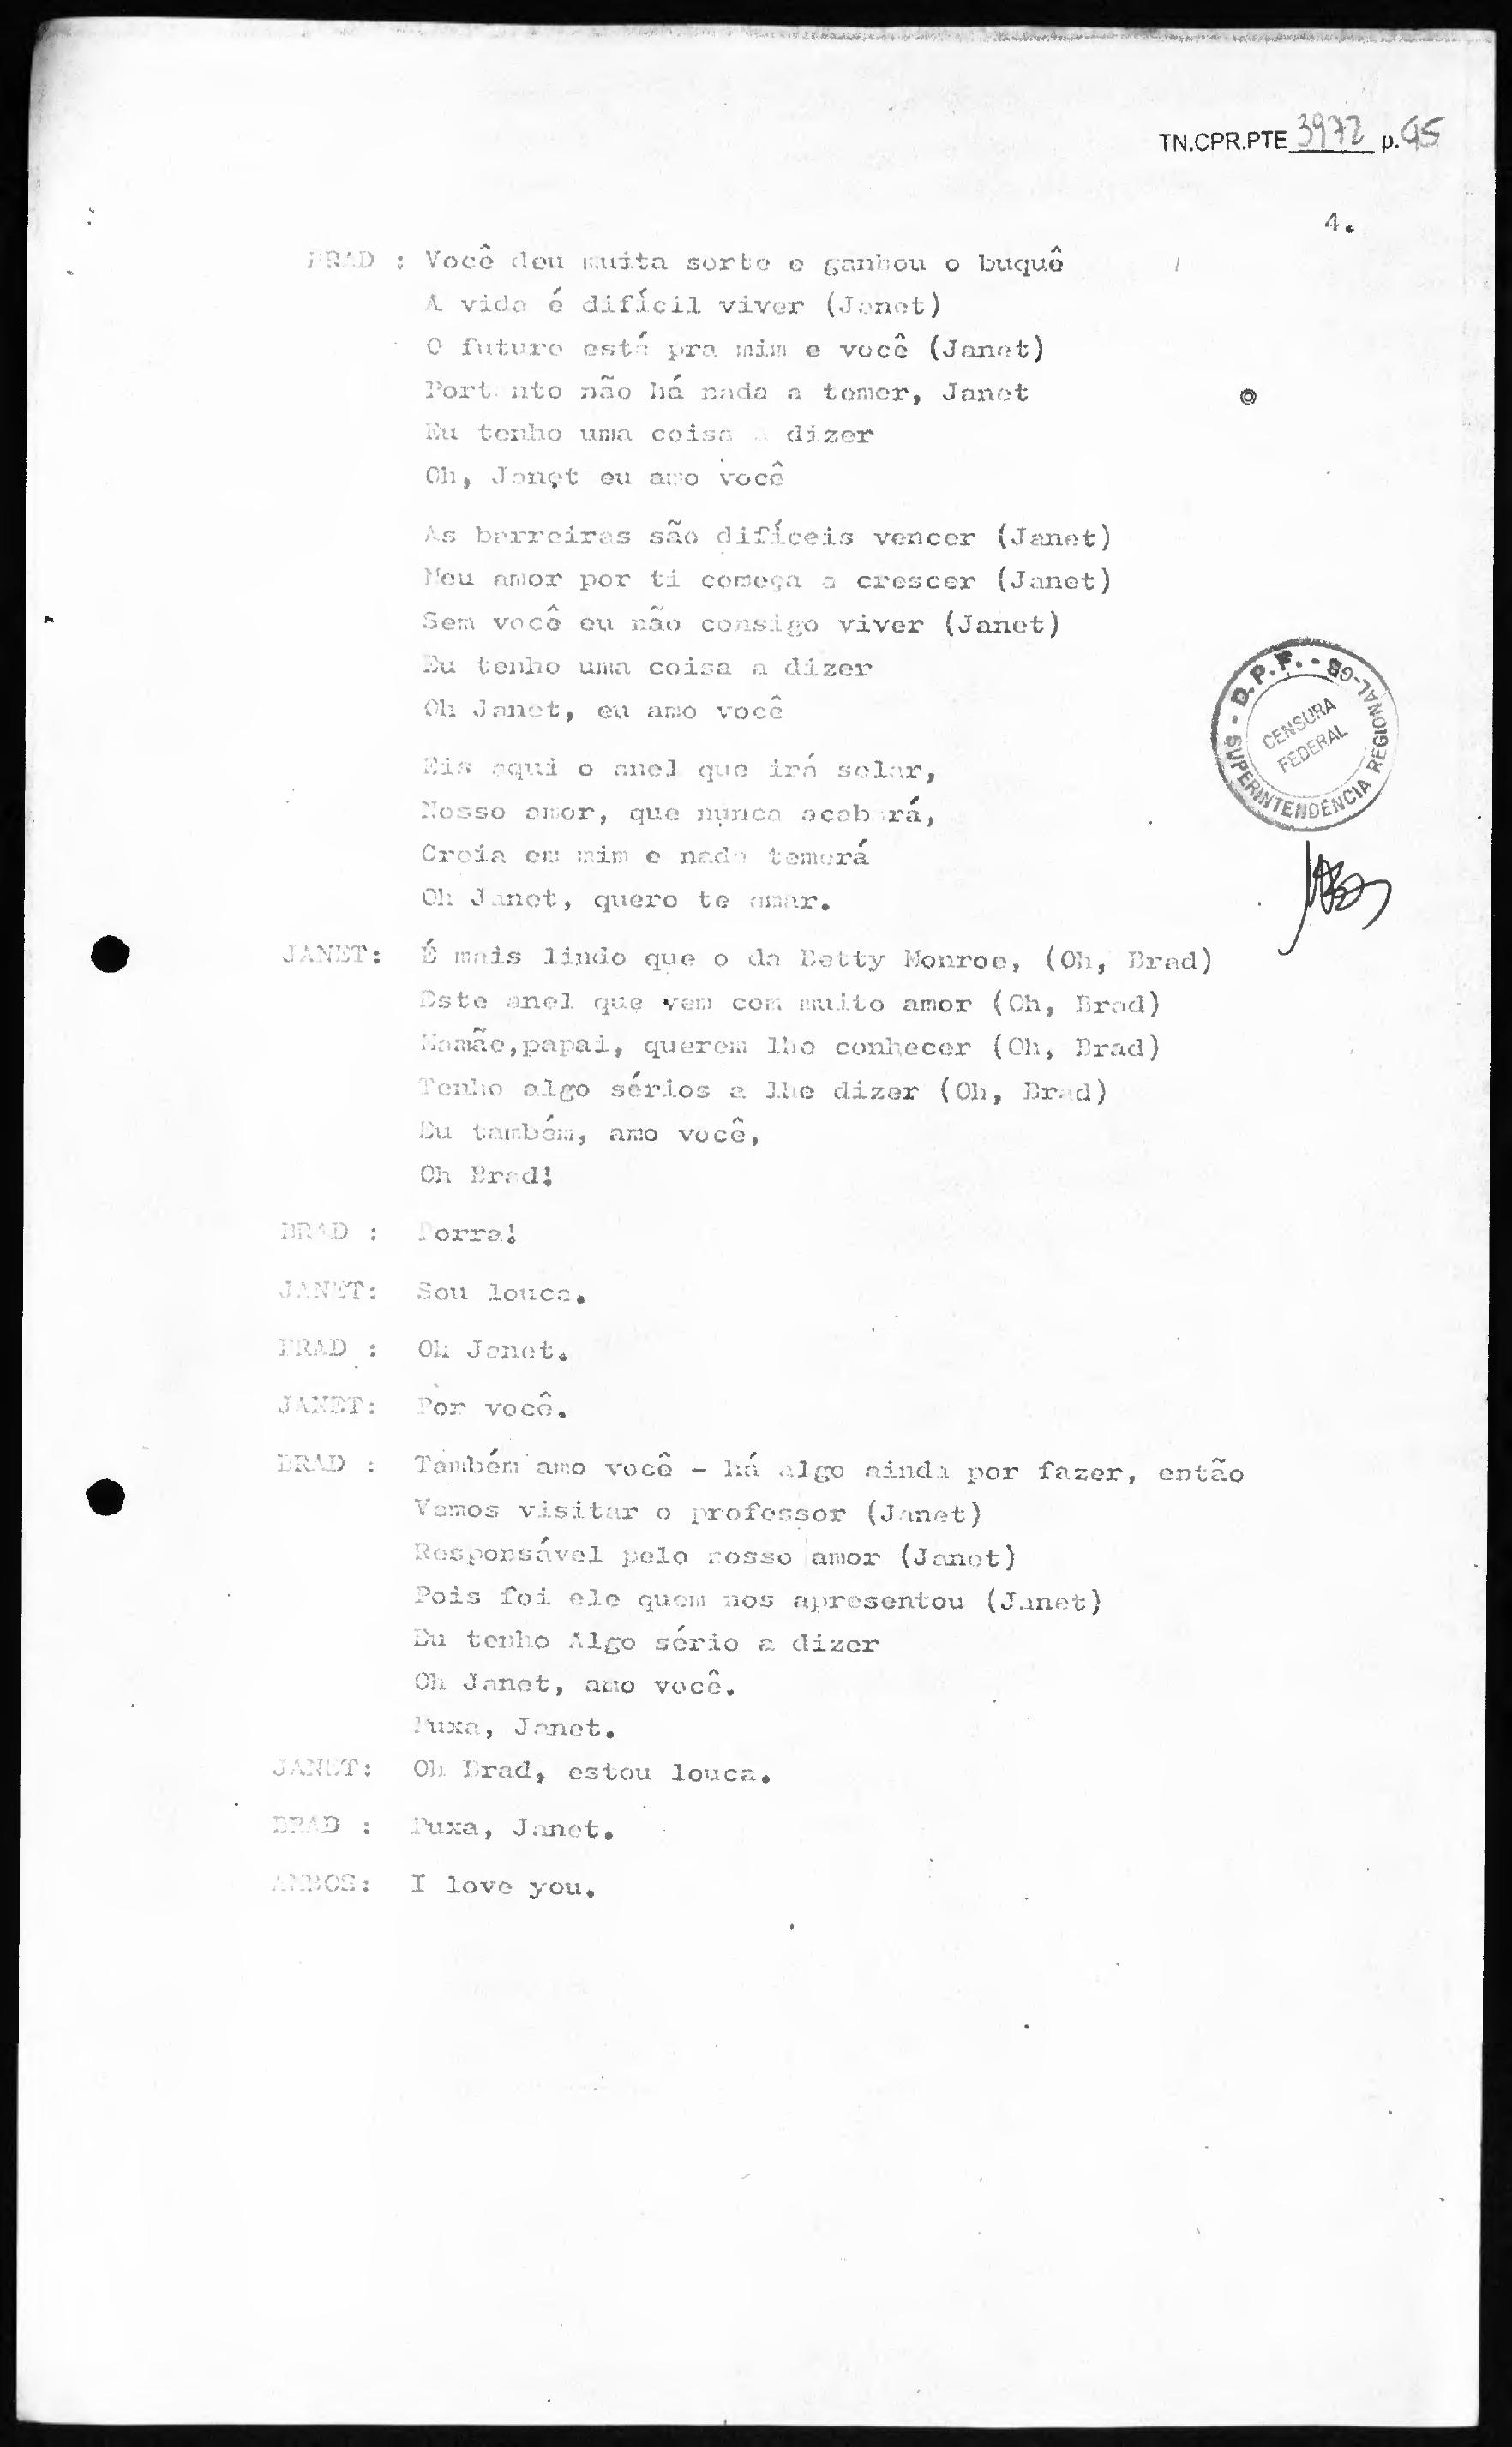 TN.CPR.PTE 3972 p. 95
4.
BRAD : Você deu muita sorte e ganhou o buquê
A vida é difícil viver (Janet)
O futuro está pra mim e você (Janet)
Portanto não há nada a temer, Janet
Eu tenho uma coisa a dizer
Oh, Janet eu amo você
As barreiras são difíceis vencer (Janet)
Meu amor por ti começa a crescer (Janet)
Sem você eu não consigo viver (Janet)
Eu tenho uma coisa a dizer
Oh Janet, eu amo você
Eis aqui o anel que irá selar,
Nosso amor, que nunca acabará,
Creia em mim e nada temerá
Oh Janet, quero te amar.
JANET: É mais lindo que o da Betty Monroe, (Oh, Brad)
Este anel que vem com muito amor (Oh, Brad)
Mamãe,papai, querem lhe conhecer (Oh, Brad)
Tenho algo sérios a lhe dizer (Oh, Brad)
Eu também, amo você,
Oh Brad!
BRAD : Porra!
JANET: Sou louca.
BRAD : Oh Janet.
JANET: Por você.
BRAD : Também amo você - há algo ainda por fazer, então
Vamos visitar o professor (Janet)
Responsável pelo nosso amor (Janet)
Pois foi ele quem nos apresentou (Janet)
Eu tenho Algo sério a dizer
Oh Janet, amo você.
Puxa, Janet.
JANET: Oh Brad, estou louca.
BRAD : Puxa, Janet.
AMBOS: I love you.
- D.P.F. -
SUPERINTENDÊNCIA REGIONAL-GB
CENSURA
FEDERAL